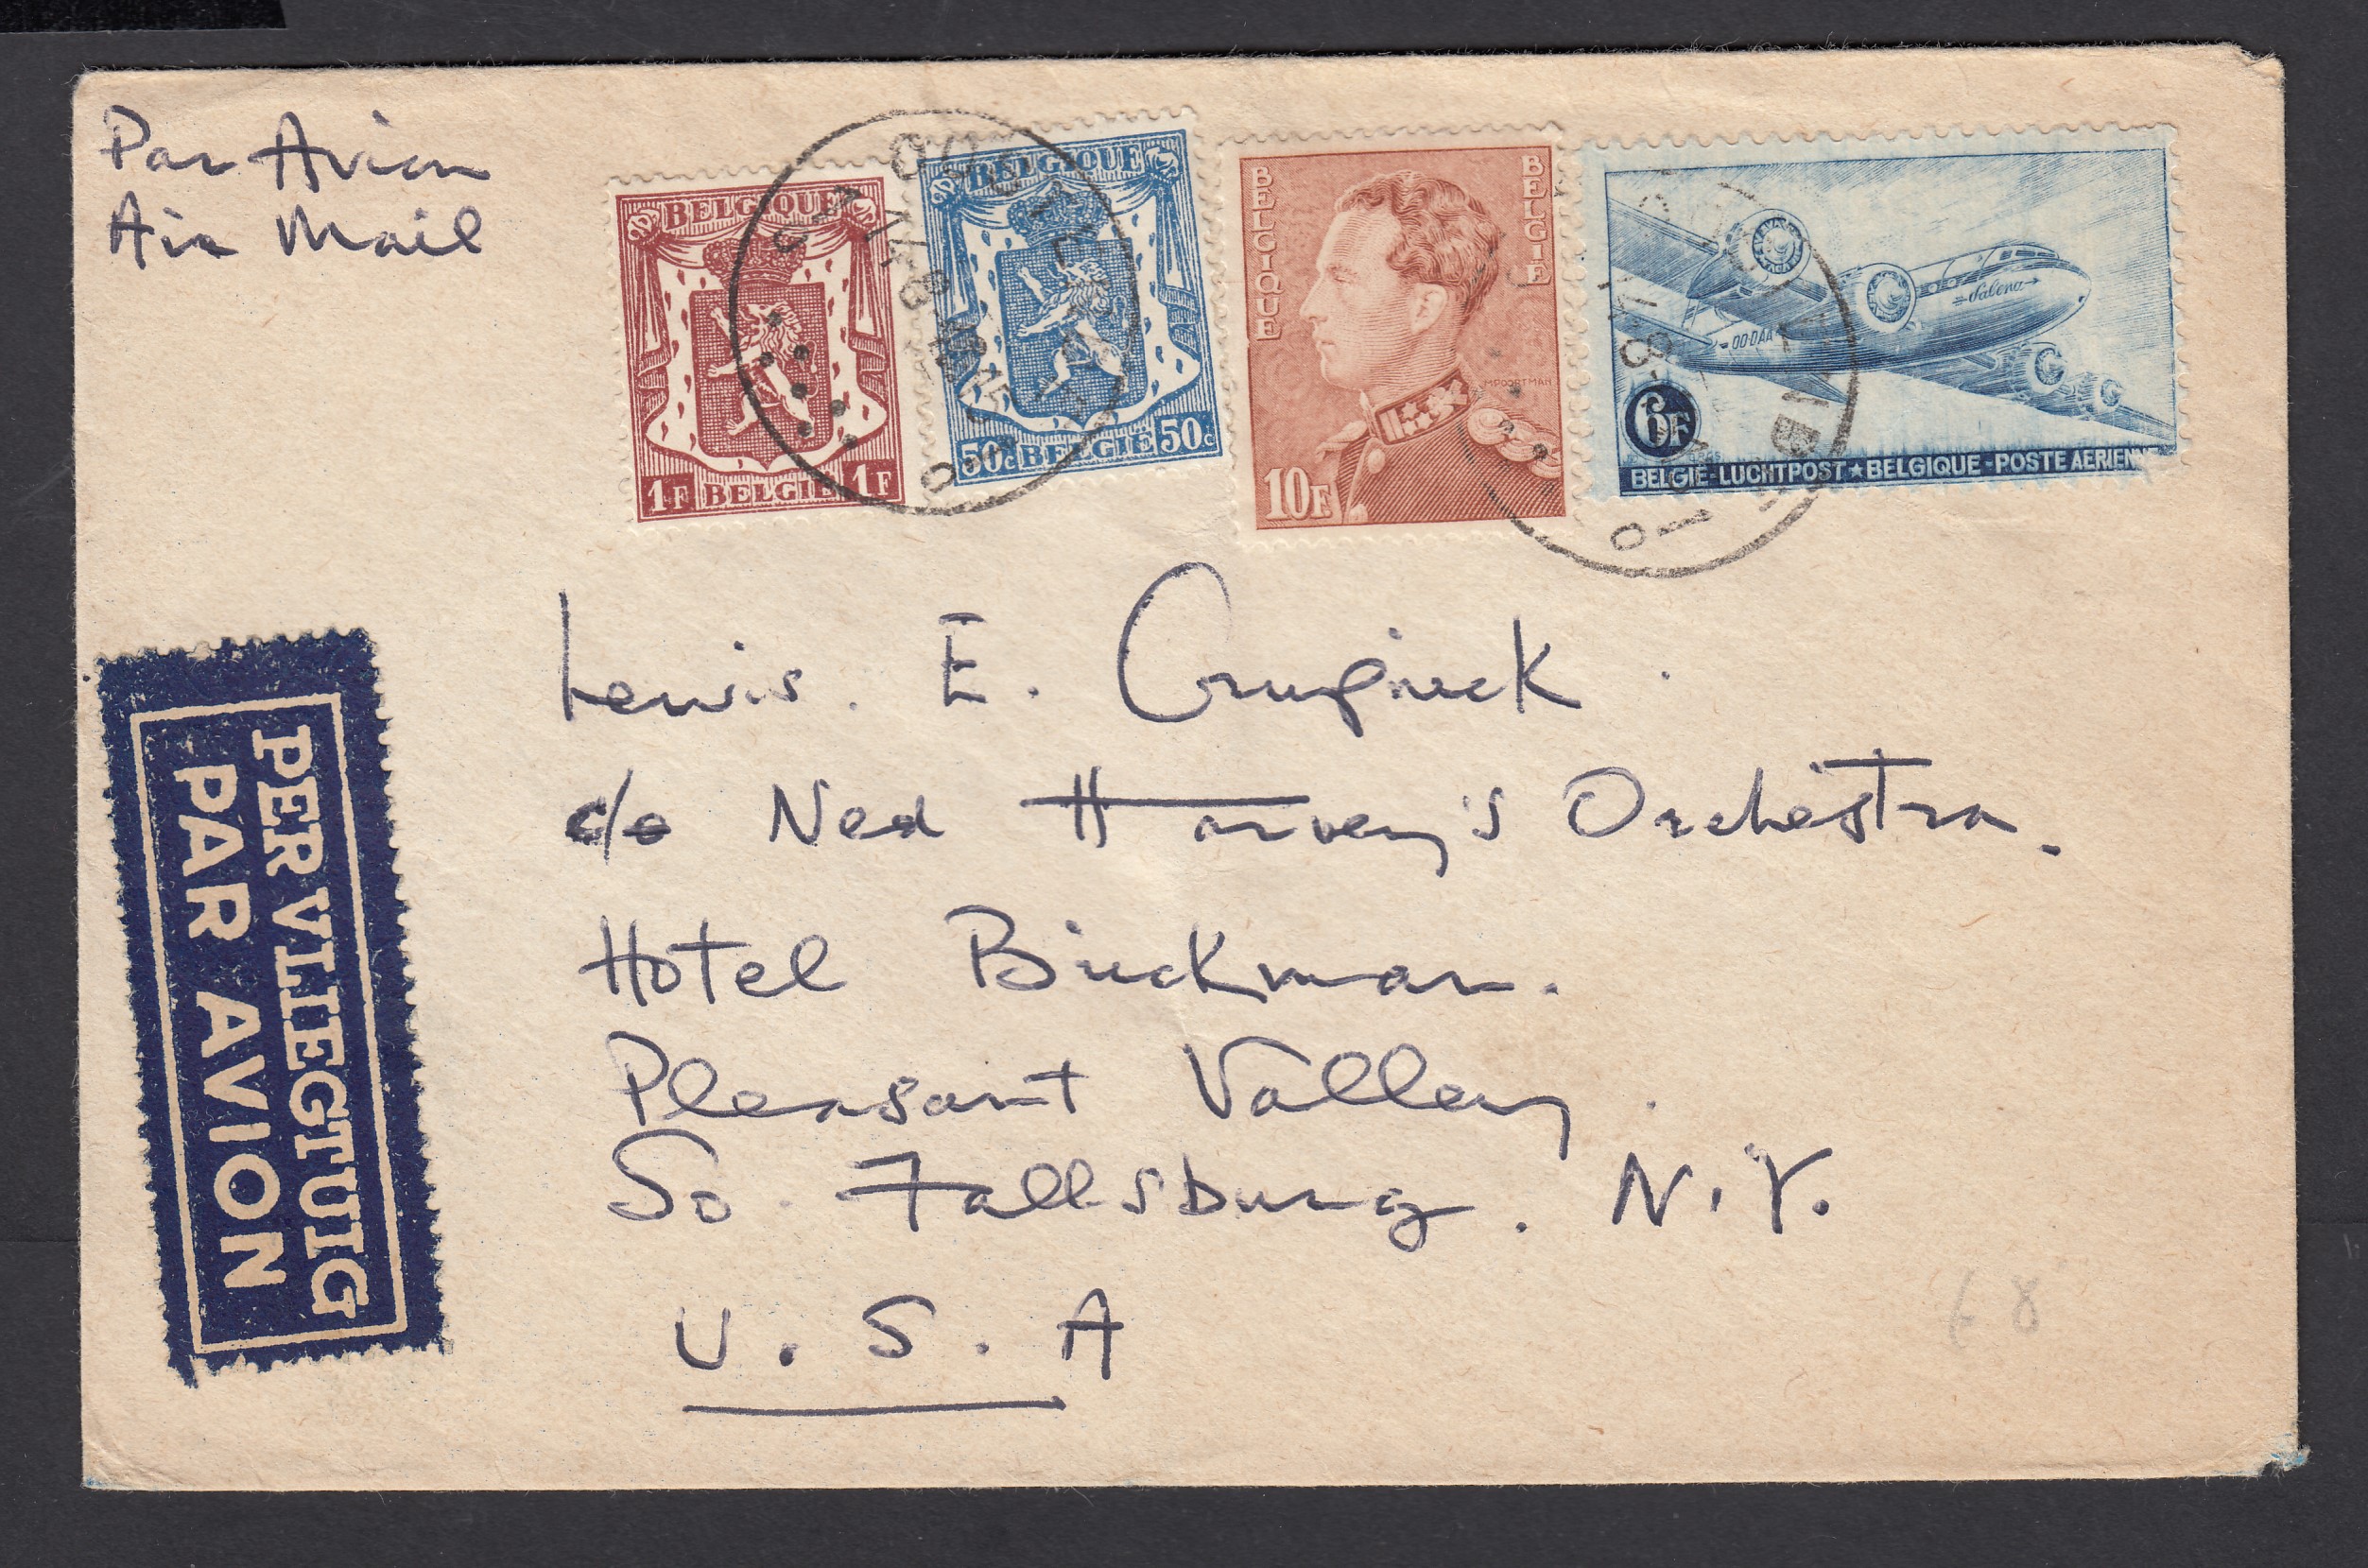 Par Avion
Air Mail
BELGIQUE
1F BELGIE 1F
BELGIQUE
50c BELGIE 50c
BELGIQUE
BELGIE
MPOORTMAN
10F
Sabena
OO-DAA
6F
BELGIE-LUCHTPOST★BELGIQUE-POSTE AERIENNE
PER VLIEGTUIG
PAR AVION
Lewis. E.
c/o Ned Harvey's Orchestra.
Hotel Brickman.
Pleasant Valley.
So. Fallsburg. N.Y.
U.S.A
68